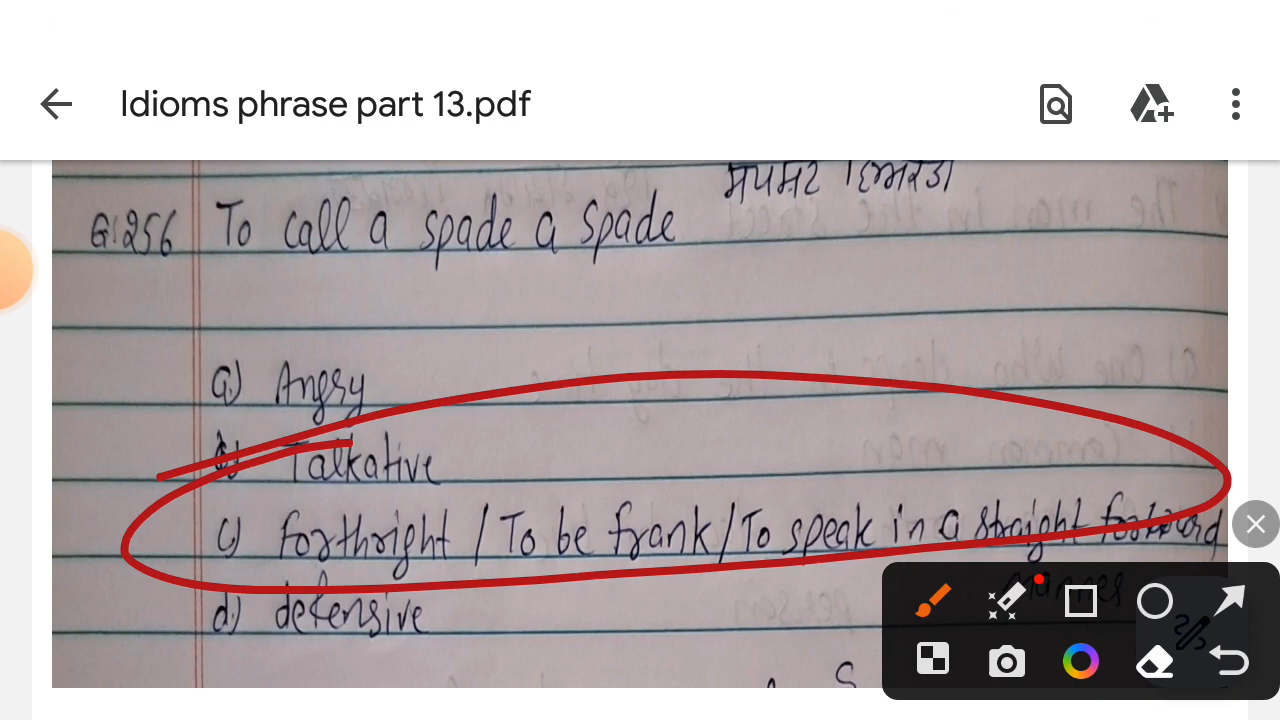 Idioms phrase part 13.pdf
G:256 To call a spade a spade
a) Angry
b) Talkative
c) forthright / To be frank / To speak in a straight forward
manner
d) defensive